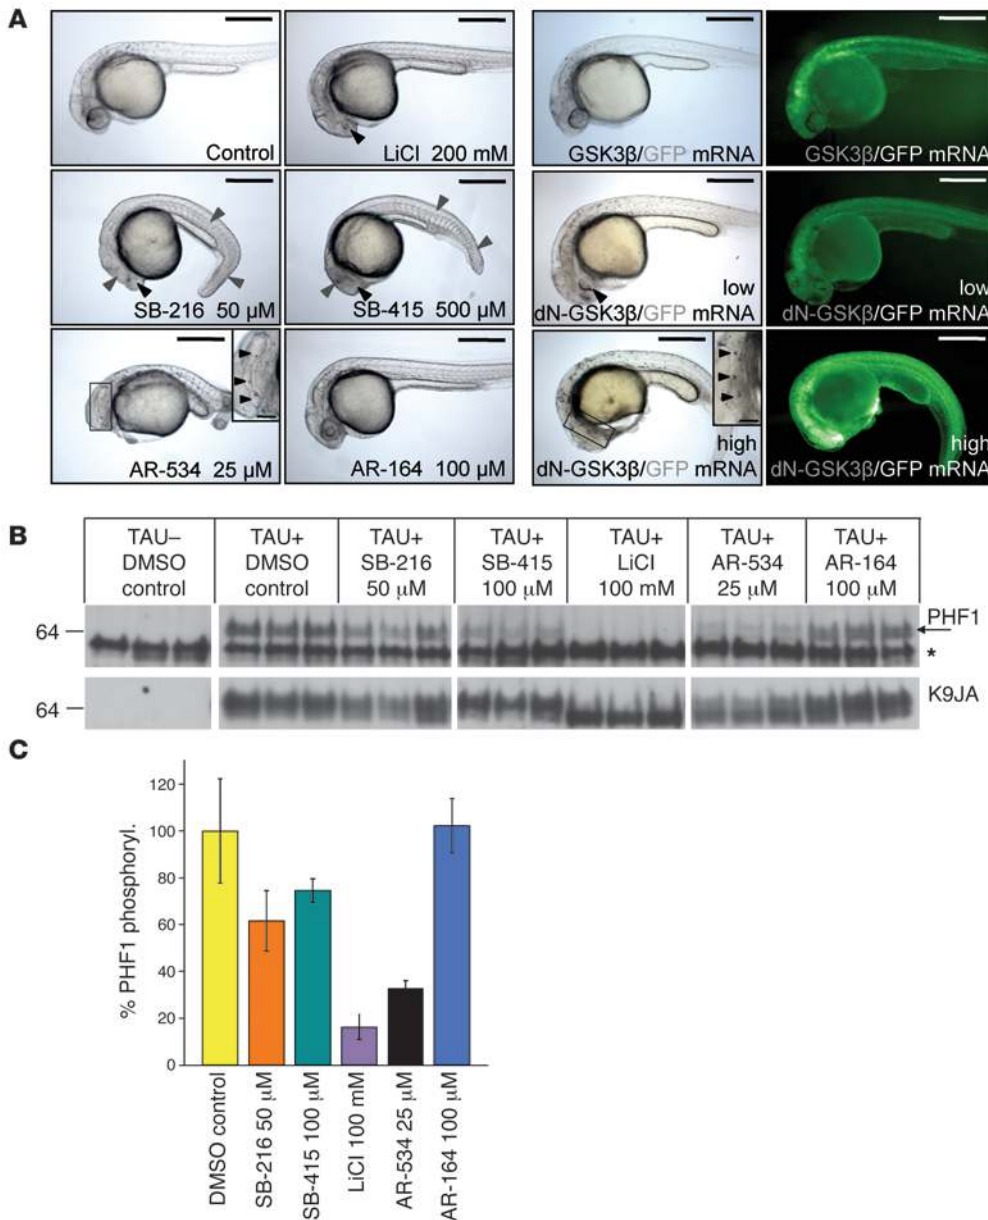 A
Control
LiCl 200 mM
GSK3β/GFP mRNA
GSK3β/GFP mRNA
SB-216 50 µM
SB-415 500 µM
low
dN-GSK3β/GFP mRNA
low
dN-GSKβ/GFP mRNA
AR-534 25 µM
AR-164 100 µM
high
dN-GSK3β/GFP mRNA
high
dN-GSK3β/GFP mRNA
B
TAU–
DMSO
control
TAU+
DMSO
control
TAU+
SB-216
50 µM
TAU+
SB-415
100 µM
TAU+
LiCl
100 mM
TAU+
AR-534
25 µM
TAU+
AR-164
100 µM
64
PHF1
*
64
K9JA
C
% PHF1 phosphoryl.
120
100
80
60
40
20
0
DMSO control
SB-216 50 µM
SB-415 100 µM
LiCl 100 mM
AR-534 25 µM
AR-164 100 µM